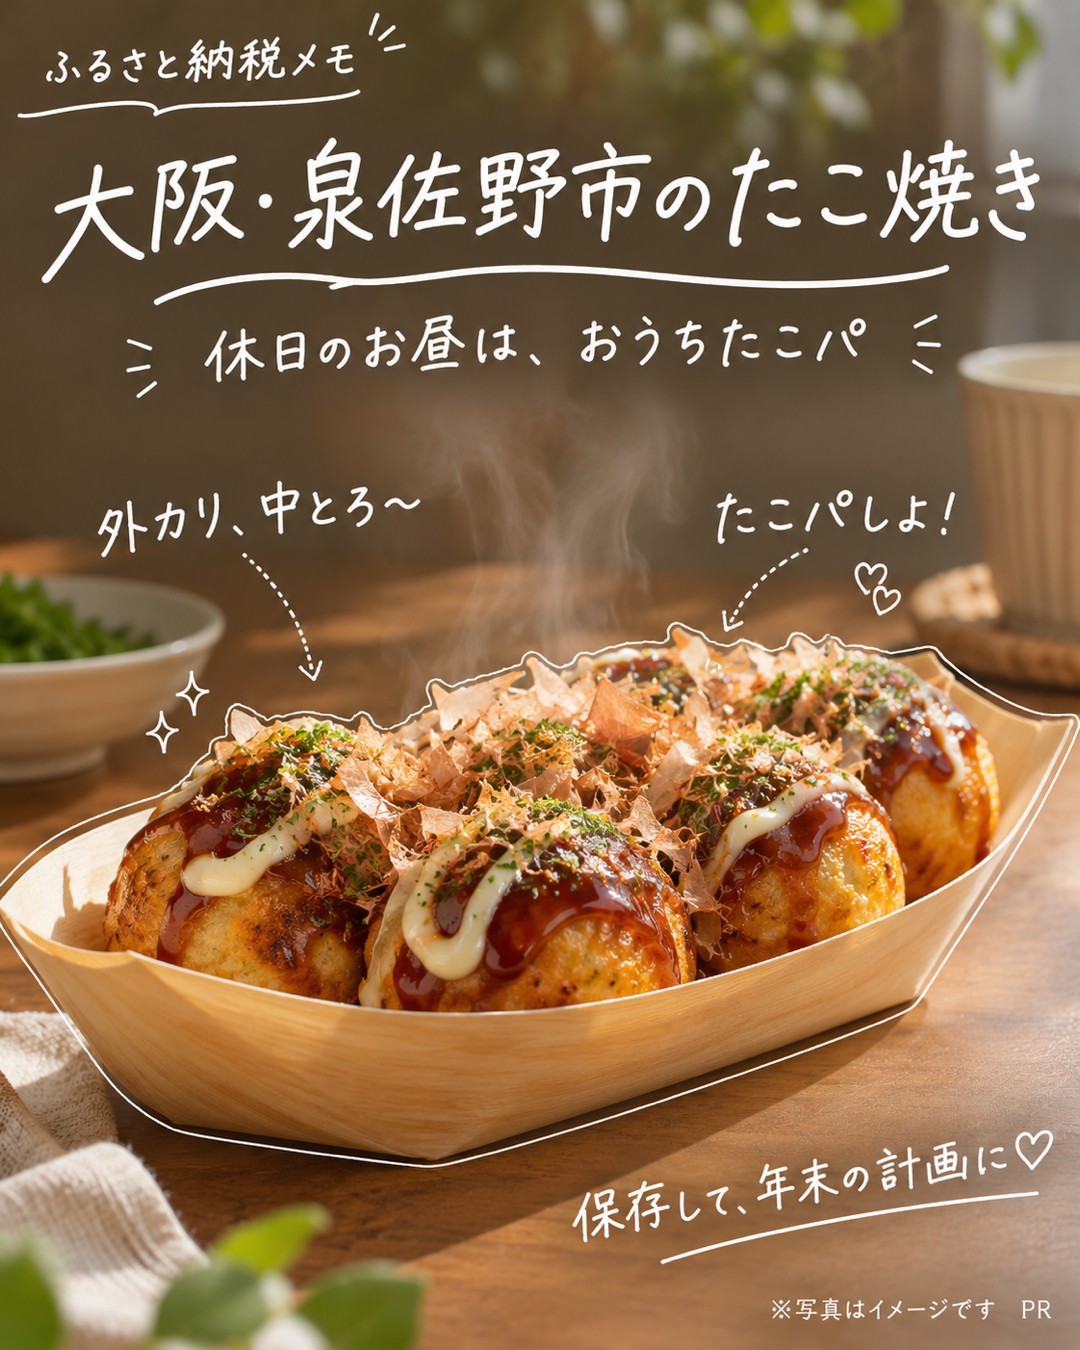 ふるさと納税メモ
大阪・泉佐野市のたこ焼き
休日のお昼は、おうちたこパ
外カリ、中とろ〜
たこパしよ!
保存して、年末の計画に♡
※写真はイメージです PR